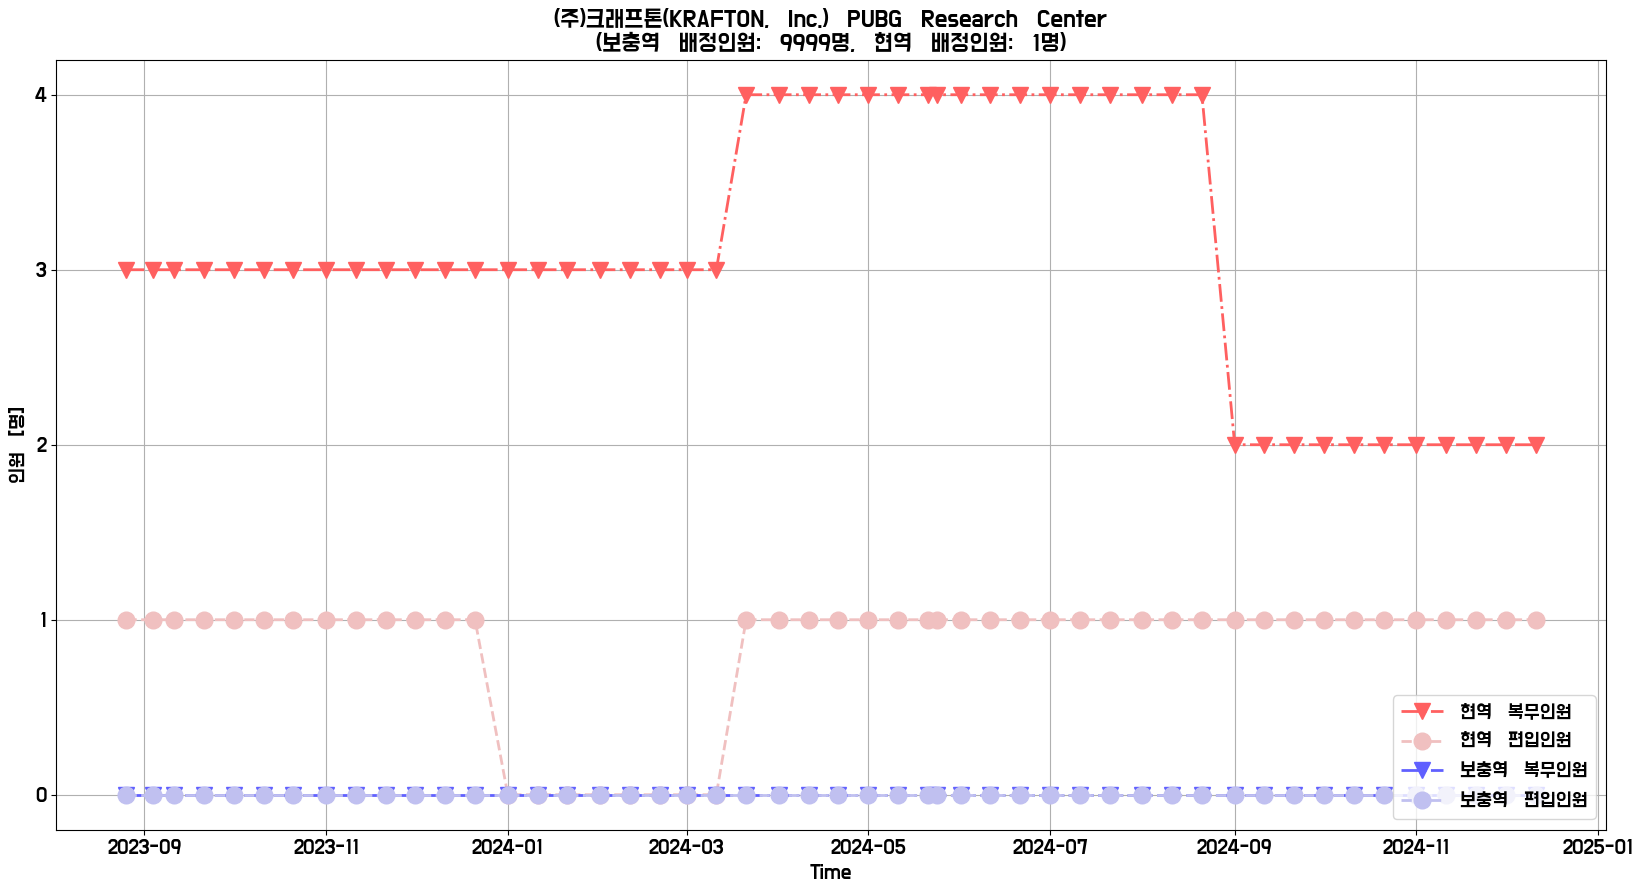 (주)크래프톤(KRAFTON, Inc.) PUBG Research Center
(보충역 배정인원: 9999명, 현역 배정인원: 1명)
인원 [명]
4
3
2
1
0
현역 복무인원
현역 편입인원
보충역 복무인원
보충역 편입인원
2023-09 2023-11 2024-01 2024-03 2024-05 2024-07 2024-09 2024-11 2025-01
Time